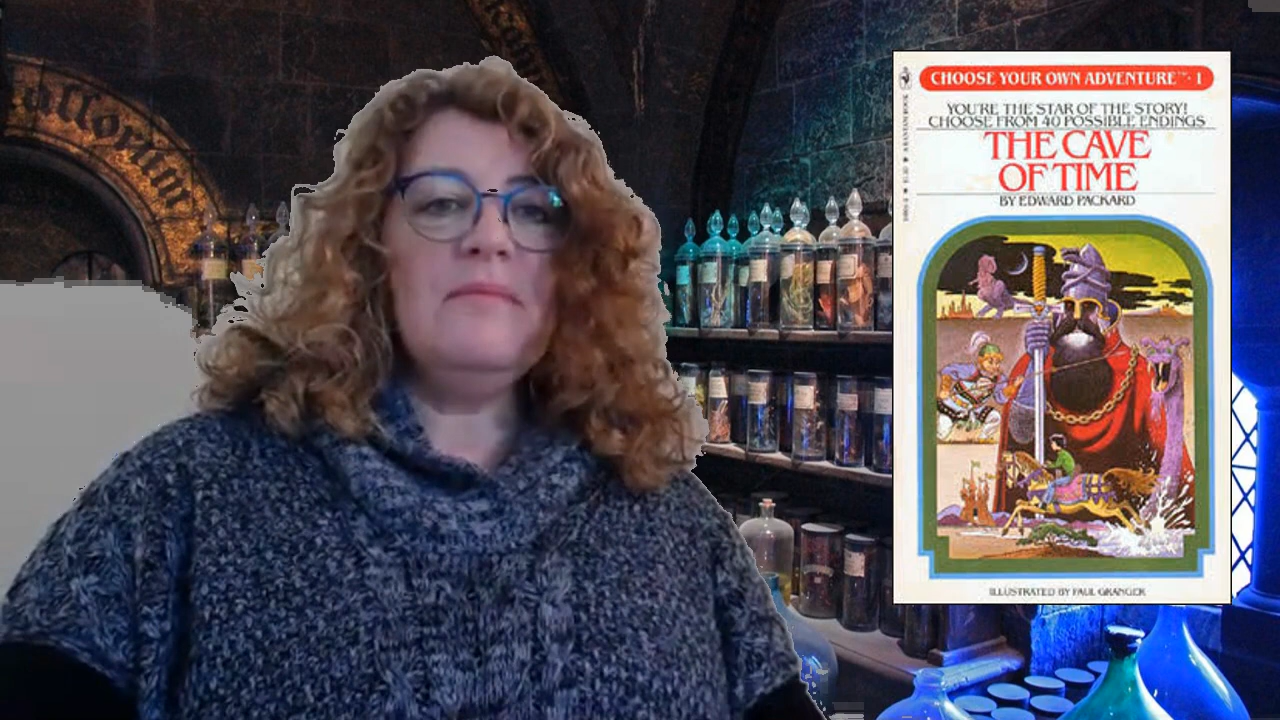 allorum
CHOOSE YOUR OWN ADVENTURE™·1
YOU'RE THE STAR OF THE STORY!
CHOOSE FROM 40 POSSIBLE ENDINGS
THE CAVE
OF TIME
BY EDWARD PACKARD
ILLUSTRATED BY PAUL GRANGER